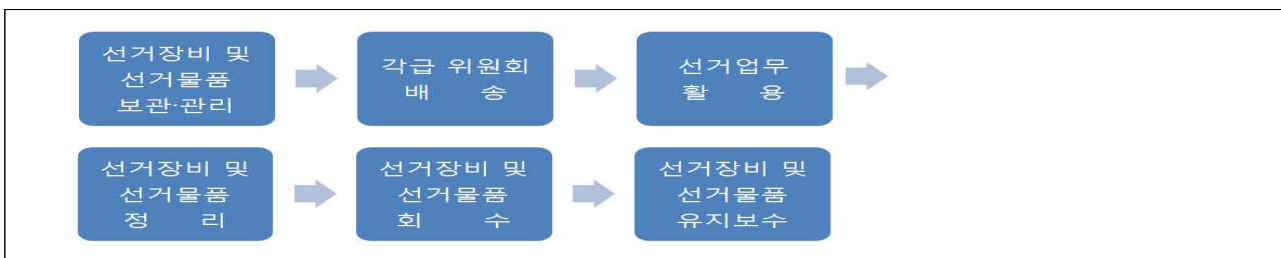 선거장비 및
선거물품
보관·관리
각급 위원회
배 송
선거업무
활 용
선거장비 및
선거물품
정 리
선거장비 및
선거물품
회 수
선거장비 및
선거물품
유지보수